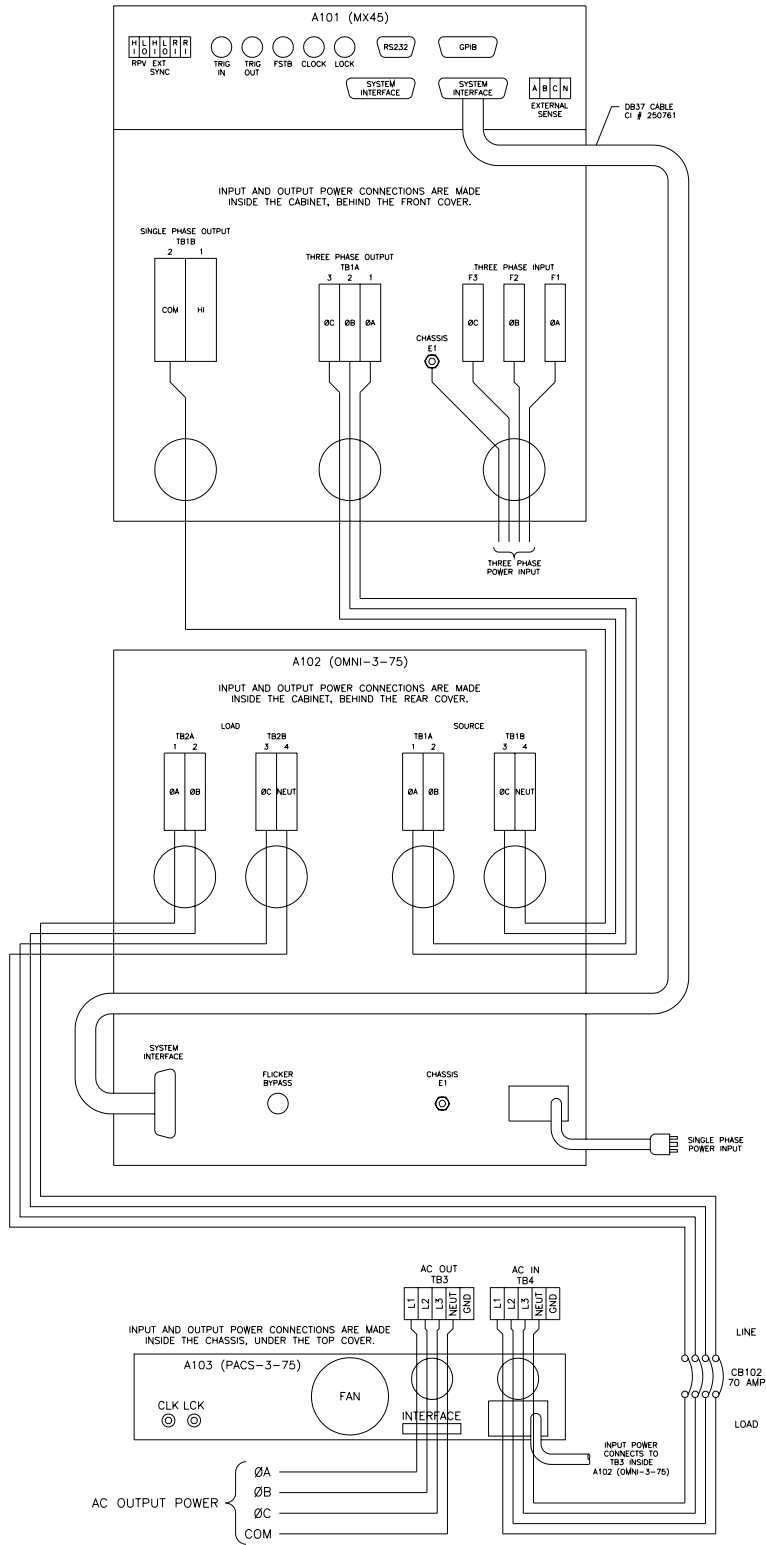 A101 (MX45)
HI LO HI LO RI RI
RPV EXT
SYNC
TRIG
IN
TRIG
OUT
FSTB
CLOCK
LOCK
RS232
GPIB
SYSTEM
INTERFACE
SYSTEM
INTERFACE
A B C N
EXTERNAL
SENSE
DB37 CABLE
CI # 250761
INPUT AND OUTPUT POWER CONNECTIONS ARE MADE
INSIDE THE CABINET, BEHIND THE FRONT COVER.
SINGLE PHASE OUTPUT
TB1B
2 1
COM HI
THREE PHASE OUTPUT
TB1A
3 2 1
ØC ØB ØA
CHASSIS
E1
THREE PHASE INPUT
F3 F2 F1
ØC ØB ØA
THREE PHASE
POWER INPUT
A102 (OMNI-3-75)
INPUT AND OUTPUT POWER CONNECTIONS ARE MADE
INSIDE THE CABINET, BEHIND THE REAR COVER.
LOAD
TB2A
1 2
ØA ØB
TB2B
3 4
ØC NEUT
SOURCE
TB1A
1 2
ØA ØB
TB1B
3 4
ØC NEUT
SYSTEM
INTERFACE
FLICKER
BYPASS
CHASSIS
E1
SINGLE PHASE
POWER INPUT
AC OUT
TB3
L1 L2 L3 NEUT GND
AC IN
TB4
L1 L2 L3 NEUT GND
INPUT AND OUTPUT POWER CONNECTIONS ARE MADE
INSIDE THE CHASSIS, UNDER THE TOP COVER.
A103 (PACS-3-75)
CLK LCK
FAN
INTERFACE
LINE
CB102
70 AMP
LOAD
INPUT POWER
CONNECTS TO
TB3 INSIDE
A102 (OMNI-3-75)
AC OUTPUT POWER
ØA
ØB
ØC
COM